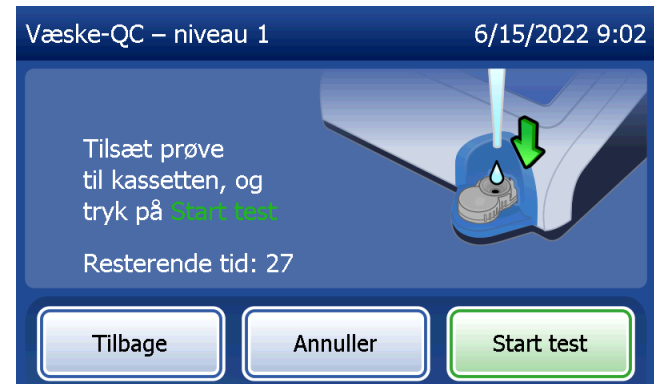 Væske-QC – niveau 1
6/15/2022 9:02
Tilsæt prøve
til kassetten, og
tryk på Start test
Resterende tid: 27
Tilbage
Annuller
Start test